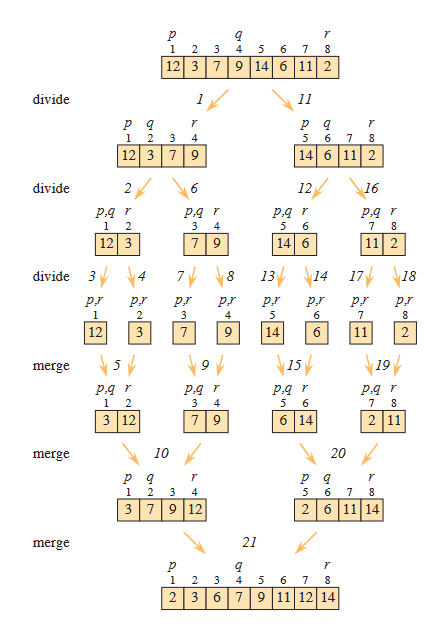 p q r
1 2 3 4 5 6 7 8
12 3 7 9 14 6 11 2
divide 1 11
p q r p q r
1 2 3 4 5 6 7 8
12 3 7 9 14 6 11 2
divide 2 6 12 16
p,q r p,q r p,q r p,q r
1 2 3 4 5 6 7 8
12 3 7 9 14 6 11 2
divide 3 4 7 8 13 14 17 18
p,r p,r p,r p,r p,r p,r p,r p,r
1 2 3 4 5 6 7 8
12 3 7 9 14 6 11 2
merge 5 9 15 19
p,q r p,q r p,q r p,q r
1 2 3 4 5 6 7 8
3 12 7 9 6 14 2 11
merge 10 20
p q r p q r
1 2 3 4 5 6 7 8
3 7 9 12 2 6 11 14
merge 21
p q r
1 2 3 4 5 6 7 8
2 3 6 7 9 11 12 14